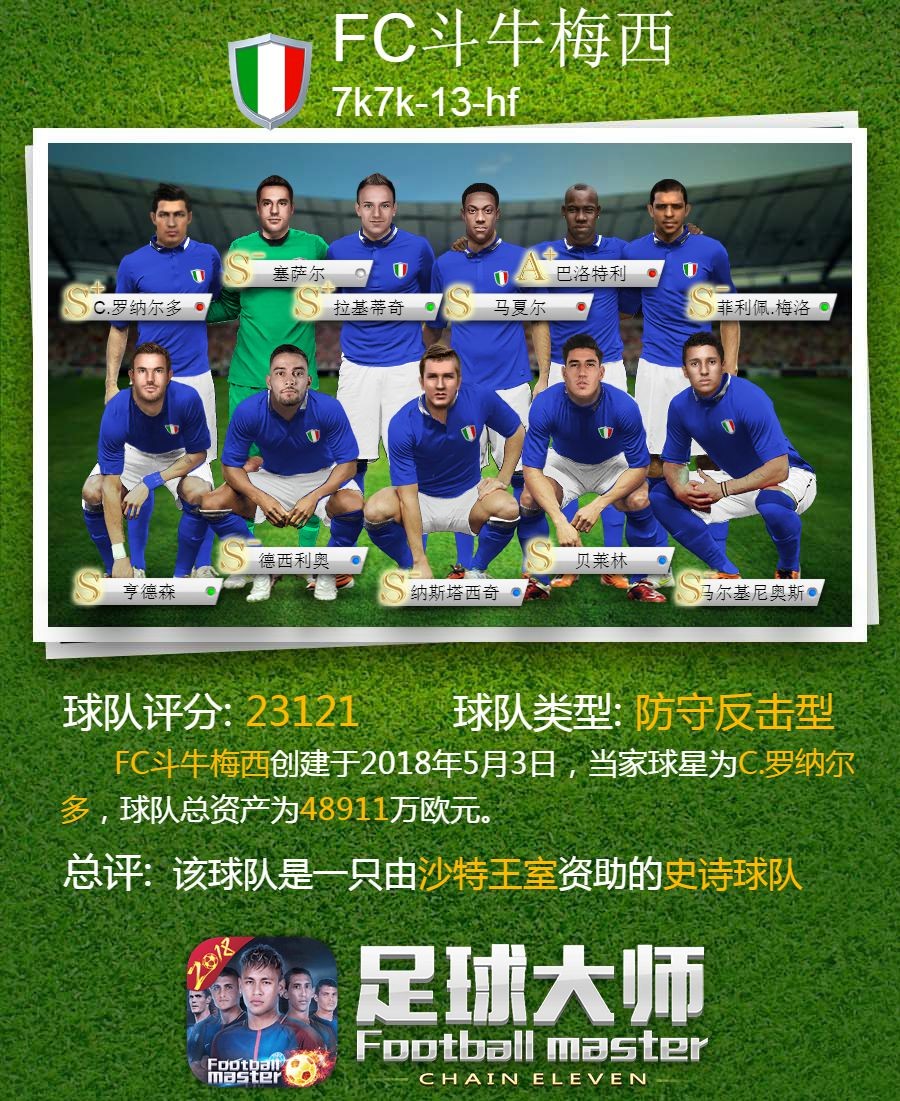 FC斗牛梅西
7k7k-13-hf
S- 塞萨尔
A+ 巴洛特利
S+ C.罗纳尔多
S+ 拉基蒂奇
S 马夏尔
S- 菲利佩.梅洛
S- 德西利奥
S 贝莱林
S 亨德森
S- 纳斯塔西奇
S 马尔基尼奥斯
球队评分: 23121 球队类型: 防守反击型
FC斗牛梅西创建于2018年5月3日，当家球星为C.罗纳尔
多，球队总资产为48911万欧元。
总评: 该球队是一只由沙特王室资助的史诗球队
2018
Football
master
足球大师
Football master
CHAIN ELEVEN